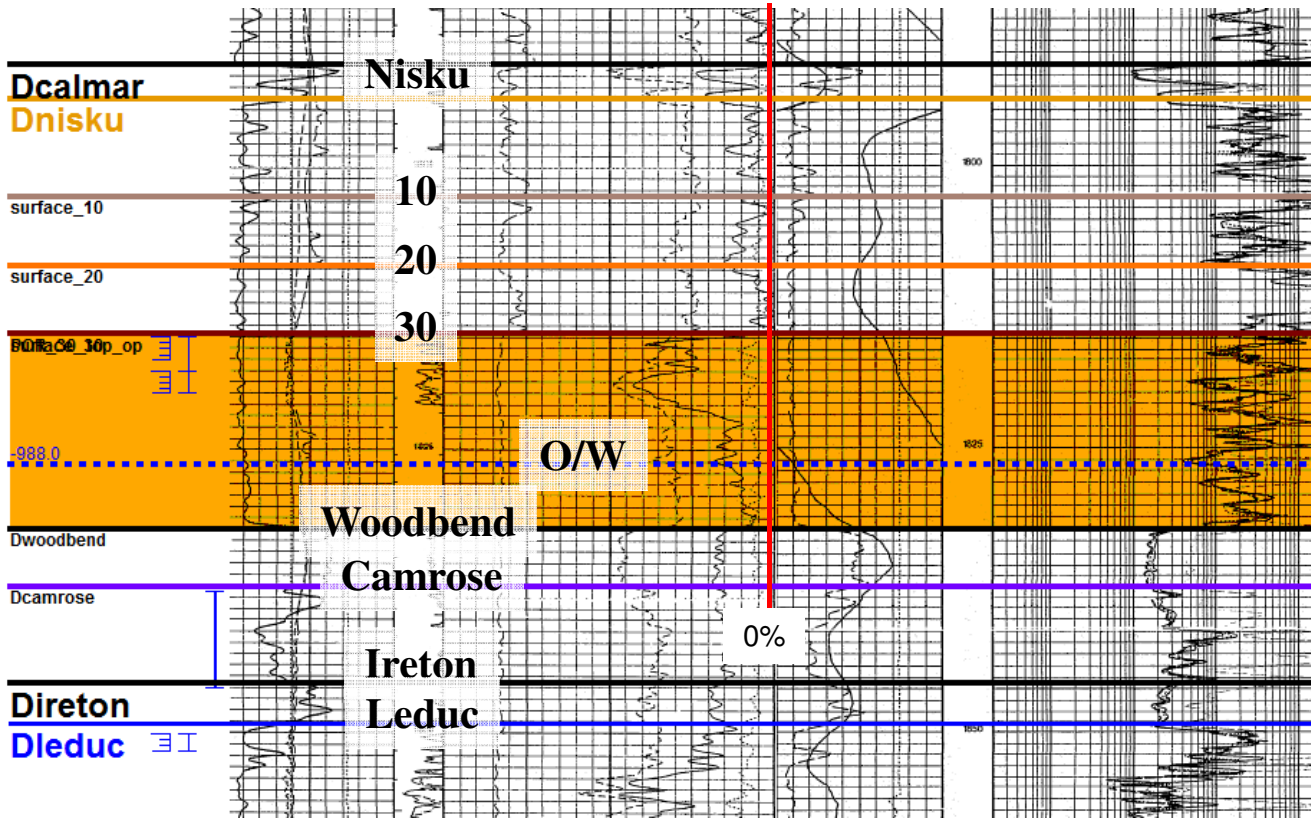 Nisku
Dcalmar
Dnisku
1800
10
surface_10
20
surface_20
30
-988.0
1825
1825
O/W
Woodbend
Dwoodbend
Camrose
Dcamrose
0%
Ireton
Direton
Leduc
Dleduc
1850